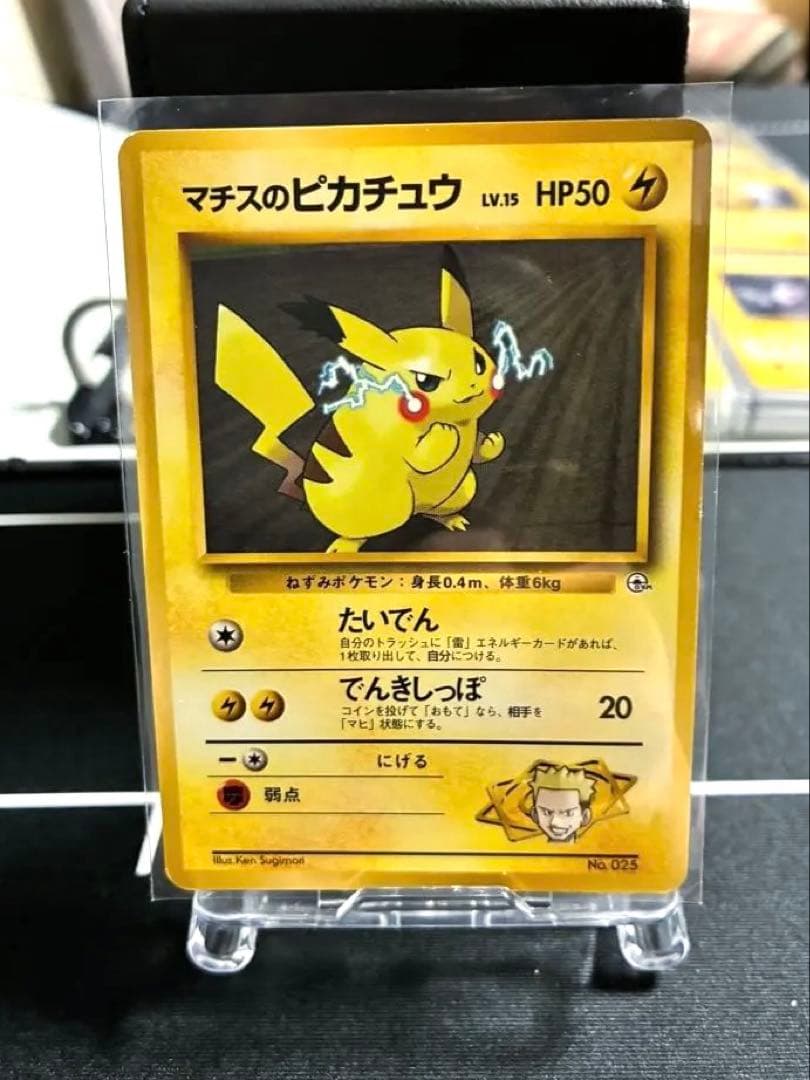 マチスのピカチュウ LV.15 HP50
ねずみポケモン：身長0.4m、体重6kg
たいでん
自分のトラッシュに「雷」エネルギーカードがあれば、
1枚取り出して、自分につける。
でんきしっぽ 20
コインを投げて「おもて」なら、相手を
「マヒ」状態にする。
にげる
弱点
Illus.Ken Sugimori No. 025